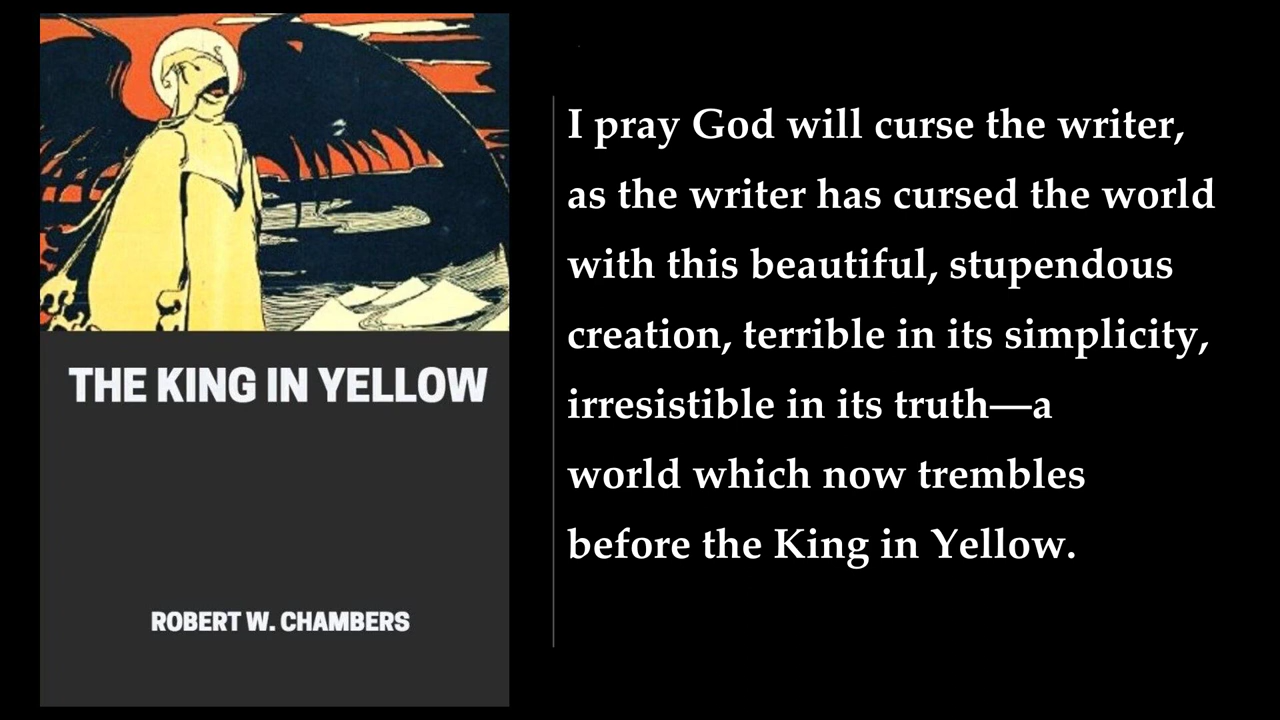 THE KING IN YELLOW
ROBERT W. CHAMBERS
I pray God will curse the writer,
as the writer has cursed the world
with this beautiful, stupendous
creation, terrible in its simplicity,
irresistible in its truth—a
world which now trembles
before the King in Yellow.